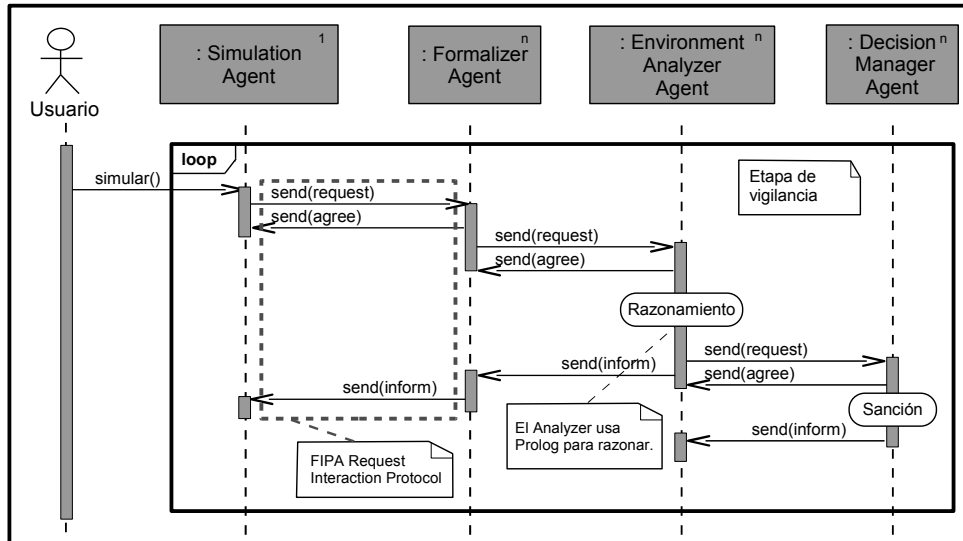 1
: Simulation
Agent
n
: Formalizer
Agent
n
: Environment
Analyzer
Agent
n
: Decision
Manager
Agent
Usuario
loop
Etapa de
vigilancia
simular()
send(request)
send(agree)
send(request)
send(agree)
Razonamiento
send(request)
send(inform)
send(agree)
send(inform)
Sanción
El Analyzer usa
Prolog para razonar.
send(inform)
FIPA Request
Interaction Protocol